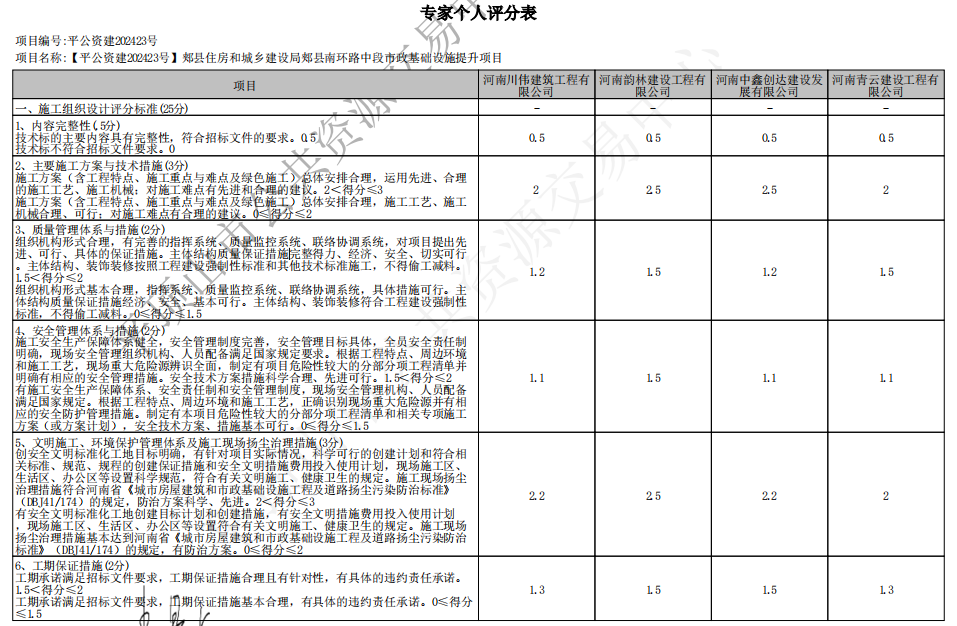 专家个人评分表
项目编号:平公资建202423号
项目名称:【平公资建202423号】郏县住房和城乡建设局郏县南环路中段市政基础设施提升项目
项目 河南川伟建筑工程有限公司 河南韵林建设工程有限公司 河南中鑫创达建设发展有限公司 河南青云建设工程有限公司
一、施工组织设计评分标准(25分) - - - -
1、内容完整性(.5分)
技术标的主要内容具有完整性，符合招标文件的要求。0.5
技术标不符合招标文件要求。0
0.5 0.5 0.5 0.5
2、主要施工方案与技术措施(3分)
施工方案（含工程特点、施工重点与难点及绿色施工）总体安排合理，运用先进、合理
的施工工艺、施工机械；对施工难点有先进和合理的建议。2＜得分≤3
施工方案（含工程特点、施工重点与难点及绿色施工）总体安排合理，施工工艺、施工
机械合理、可行；对施工难点有合理的建议。0≤得分≤2
2 2.5 2.5 2
3、质量管理体系与措施(2分)
组织机构形式合理，有完善的指挥系统、质量监控系统、联络协调系统，对项目提出先
进、可行、具体的保证措施。主体结构质量保证措施完整得力、经济、安全、切实可行
。主体结构、装饰装修按照工程建设强制性标准和其他技术标准施工，不得偷工减料。
1.5＜得分≤2
组织机构形式基本合理，指挥系统、质量监控系统、联络协调系统，具体措施可行。主
体结构质量保证措施经济、安全、基本可行。主体结构、装饰装修符合工程建设强制性
标准，不得偷工减料。0≤得分≤1.5
1.2 1.5 1.2 1.5
4、安全管理体系与措施(2分)
施工安全生产保障体系健全，安全管理制度完善，安全管理目标具体，全员安全责任制
明确，现场安全管理组织机构、人员配备满足国家规定要求。根据工程特点、周边环境
和施工工艺，现场重大危险源辨识全面，制定有项目危险性较大的分部分项工程清单并
明确有相应的安全管理措施。安全技术方案措施科学合理、先进可行。1.5＜得分≤2
有施工安全生产保障体系、安全责任制和安全管理制度，现场安全管理机构、人员配备
满足国家规定。根据工程特点、周边环境和施工工艺，正确识别现场重大危险源并有相
应的安全防护管理措施。制定有本项目危险性较大的分部分项工程清单和相关专项施工
方案（或方案计划），安全技术方案、措施基本可行。0≤得分≤1.5
1.1 1.5 1.1 1.1
5、文明施工、环境保护管理体系及施工现场扬尘治理措施(3分)
创安全文明标准化工地目标明确，有针对项目实际情况，科学可行的创建计划和符合相
关标准、规范、规程的创建保证措施和安全文明措施费用投入使用计划，现场施工区、
生活区、办公区等设置科学规范，符合有关文明施工、健康卫生的规定。施工现场扬尘
治理措施符合河南省《城市房屋建筑和市政基础设施工程及道路扬尘污染防治标准》
（DBJ41/174）的规定，防治方案科学、先进。2＜得分≤3
有安全文明标准化工地创建目标计划和创建措施，有安全文明措施费用投入使用计划
，现场施工区、生活区、办公区等设置符合有关文明施工、健康卫生的规定。施工现场
扬尘治理措施基本达到河南省《城市房屋建筑和市政基础设施工程及道路扬尘污染防治
标准》（DBJ41/174）的规定，有防治方案。0≤得分≤2
2.2 2.5 2.2 2
6、工期保证措施(2分)
工期承诺满足招标文件要求，工期保证措施合理且有针对性，有具体的违约责任承诺。
1.5＜得分≤2
工期承诺满足招标文件要求，工期保证措施基本合理，有具体的违约责任承诺。0≤得分
≤1.5
1.3 1.5 1.5 1.3